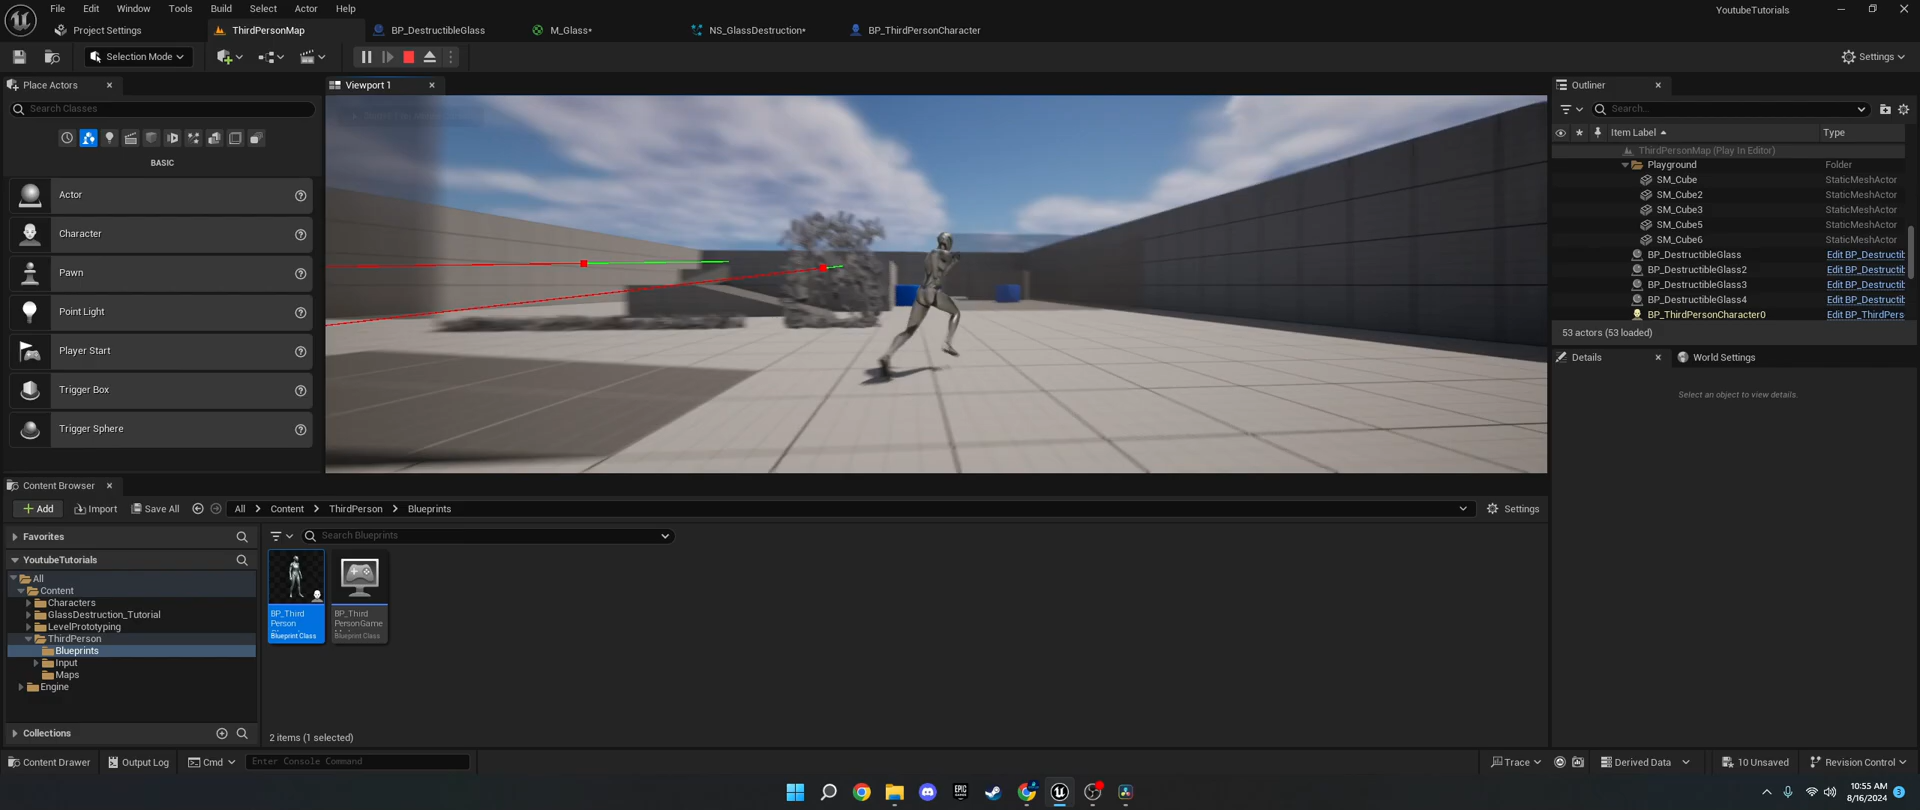 File Edit Window Tools Build Select Actor Help
YoutubeTutorials
Project Settings ThirdPersonMap BP_DestructibleGlass M_Glass* NS_GlassDestruction* BP_ThirdPersonCharacter
Selection Mode
Settings
Place Actors
Viewport 1
Outliner
Search Classes
Search...
Item Label
Type
BASIC
ThirdPersonMap (Play In Editor)
Playground Folder
SM_Cube StaticMeshActor
SM_Cube2 StaticMeshActor
SM_Cube3 StaticMeshActor
SM_Cube5 StaticMeshActor
SM_Cube6 StaticMeshActor
BP_DestructibleGlass Edit BP_Destructib
BP_DestructibleGlass2 Edit BP_Destructib
BP_DestructibleGlass3 Edit BP_Destructib
BP_DestructibleGlass4 Edit BP_Destructib
BP_ThirdPersonCharacter0 Edit BP_ThirdPers
53 actors (53 loaded)
Actor
Character
Pawn
Point Light
Player Start
Trigger Box
Trigger Sphere
Details
World Settings
Select an object to view details.
Content Browser
Add Import Save All All Content ThirdPerson Blueprints
Settings
Favorites
Search Blueprints
YoutubeTutorials
All
Content
Characters
GlassDestruction_Tutorial
LevelPrototyping
ThirdPerson
Blueprints
Input
Maps
Engine
BP_Third
Person
Blueprint Class
BP_Third
PersonGame
Blueprint Class
Collections
2 items (1 selected)
Content Drawer Output Log Cmd Enter Console Command
Trace Derived Data 10 Unsaved Revision Control
EPIC
10:55 AM
8/16/2024
3